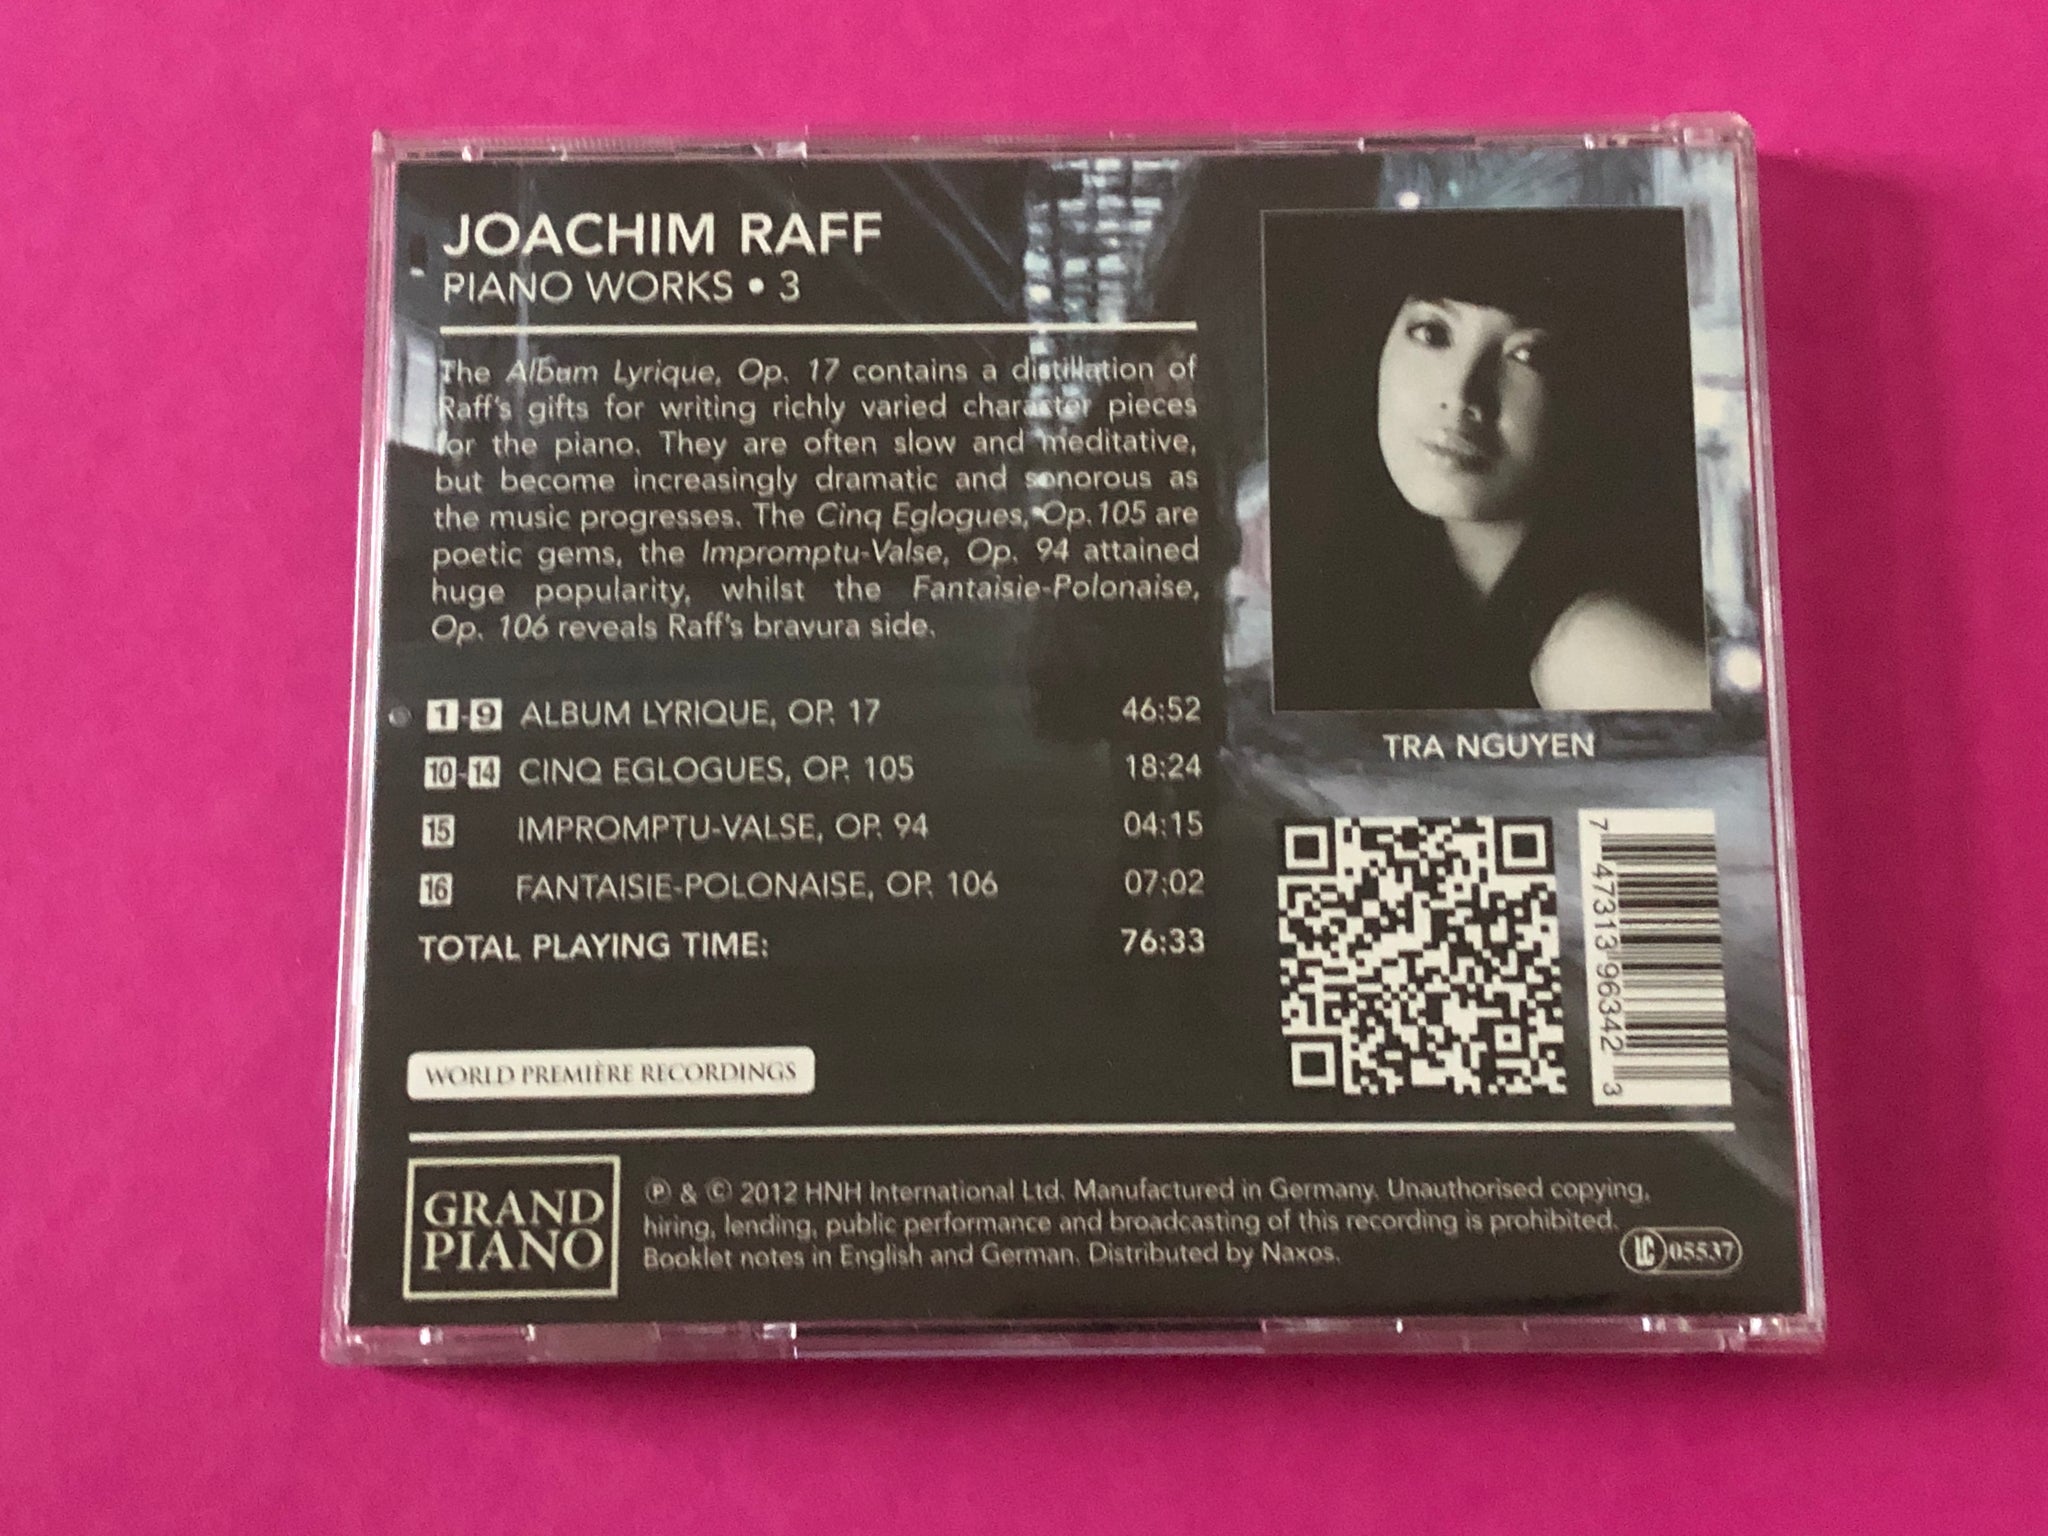 JOACHIM RAFF
PIANO WORKS • 3
The Album Lyrique, Op. 17 contains a distillation of
Raff's gifts for writing richly varied character pieces
for the piano. They are often slow and meditative,
but become increasingly dramatic and sonorous as
the music progresses. The Cinq Eglogues, Op. 105 are
poetic gems, the Impromptu-Valse, Op. 94 attained
huge popularity, whilst the Fantaisie-Polonaise,
Op. 106 reveals Raff's bravura side.
1-9 ALBUM LYRIQUE, OP. 17 46:52
10-14 CINQ EGLOGUES, OP. 105 18:24
15 IMPROMPTU-VALSE, OP. 94 04:15
16 FANTAISIE-POLONAISE, OP. 106 07:02
TOTAL PLAYING TIME: 76:33
TRA NGUYEN
7 47313 96342 3
WORLD PREMIÈRE RECORDINGS
GRAND
PIANO
℗ & © 2012 HNH International Ltd. Manufactured in Germany. Unauthorised copying,
hiring, lending, public performance and broadcasting of this recording is prohibited.
Booklet notes in English and German. Distributed by Naxos.
LC 05537